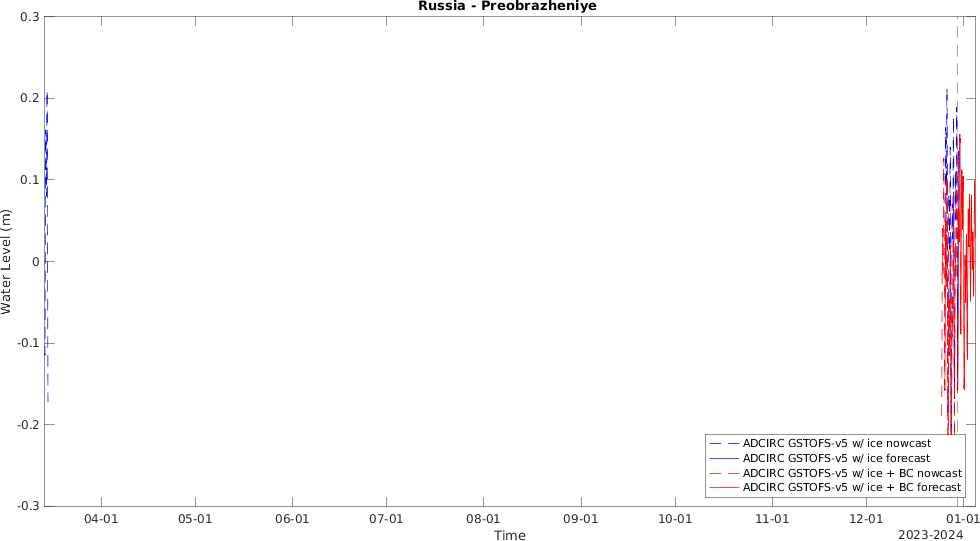 Russia - Preobrazheniye
0.3
0.2
0.1
0
-0.1
-0.2
-0.3
Water Level (m)
ADCIRC GSTOFS-v5 w/ ice nowcast
ADCIRC GSTOFS-v5 w/ ice forecast
ADCIRC GSTOFS-v5 w/ ice + BC nowcast
ADCIRC GSTOFS-v5 w/ ice + BC forecast
04-01 05-01 06-01 07-01 08-01 09-01 10-01 11-01 12-01 01-01
Time
2023-2024